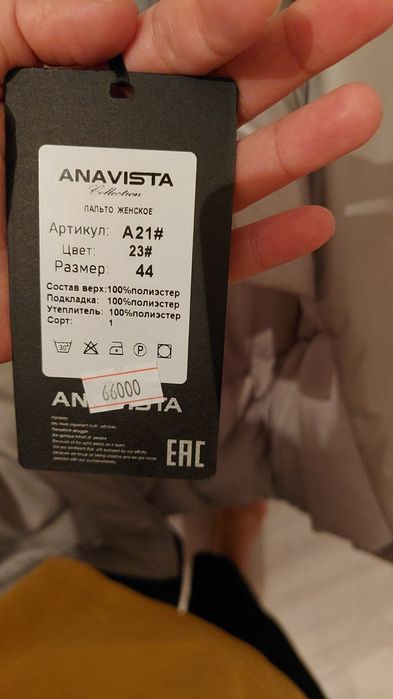 ANAVISTA
Collection
ПАЛЬТО ЖЕНСКОЕ
Артикул: A21#
Цвет: 23#
Размер: 44
Состав верх:100%полиэстер
Подкладка: 100%полиэстер
Утеплитель: 100%полиэстер
Сорт: 1
30°
P
ANAVISTA
66000
EAC